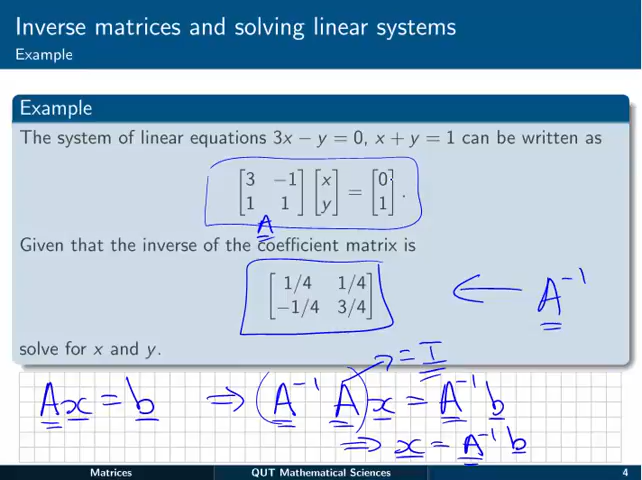 Inverse matrices and solving linear systems
Example
Example
The system of linear equations 3x − y = 0, x + y = 1 can be written as
[3 −1] [x] = [0]
[1 1] [y] [1] .
A
Given that the inverse of the coefficient matrix is
[1/4 1/4]
[−1/4 3/4]
← A⁻¹
solve for x and y.
= I
Ax = b ⇒ (A⁻¹ A) x = A⁻¹ b
⇒ x = A⁻¹ b
Matrices QUT Mathematical Sciences 4